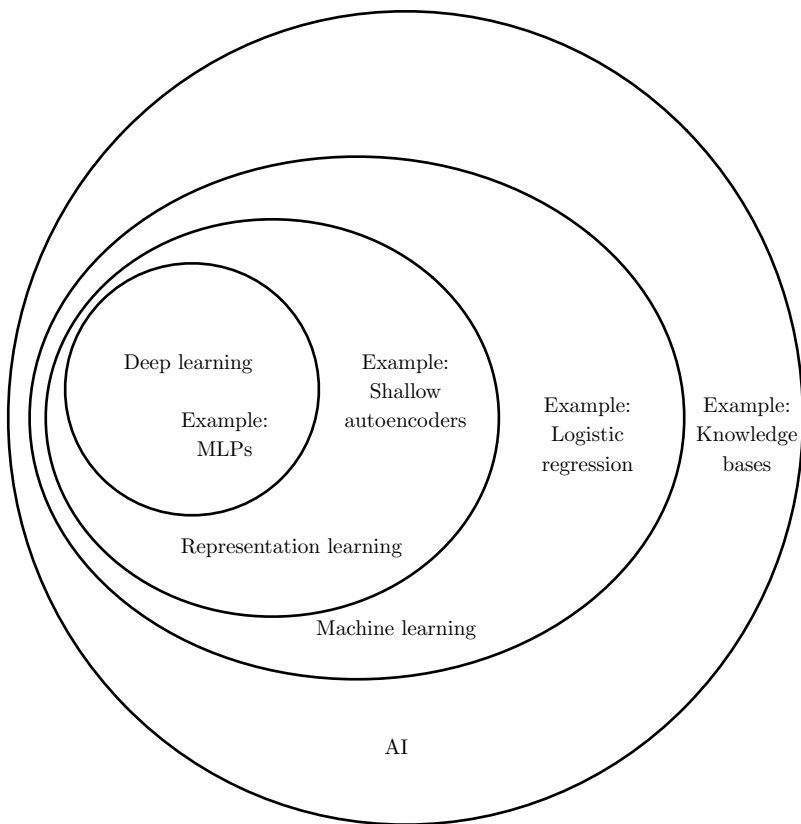 Deep learning
Example:
MLPs
Example:
Shallow
autoencoders
Example:
Logistic
regression
Example:
Knowledge
bases
Representation learning
Machine learning
AI